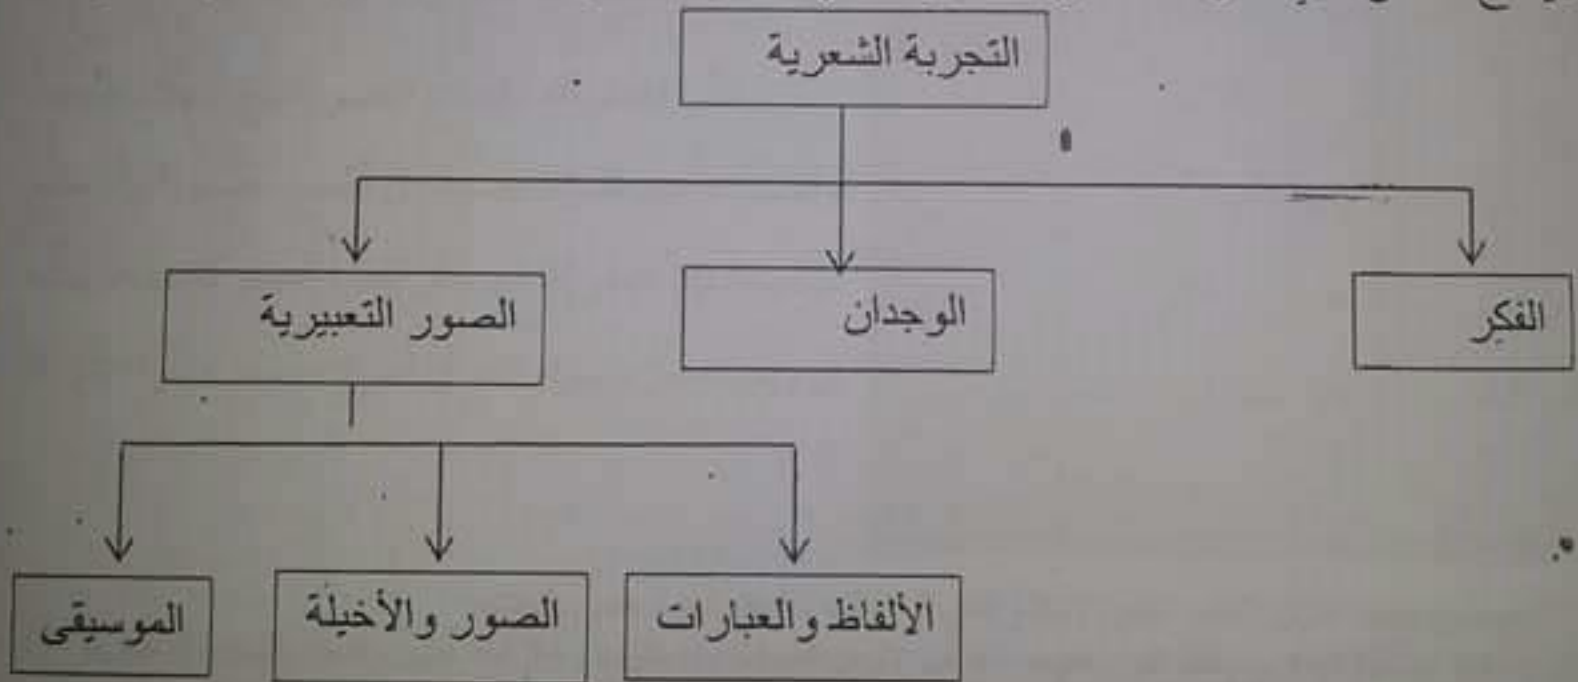 التجربة الشعرية
الفكر
الوجدان
الصور التعبيرية
الألفاظ والعبارات
الصور والأخيلة
الموسيقى